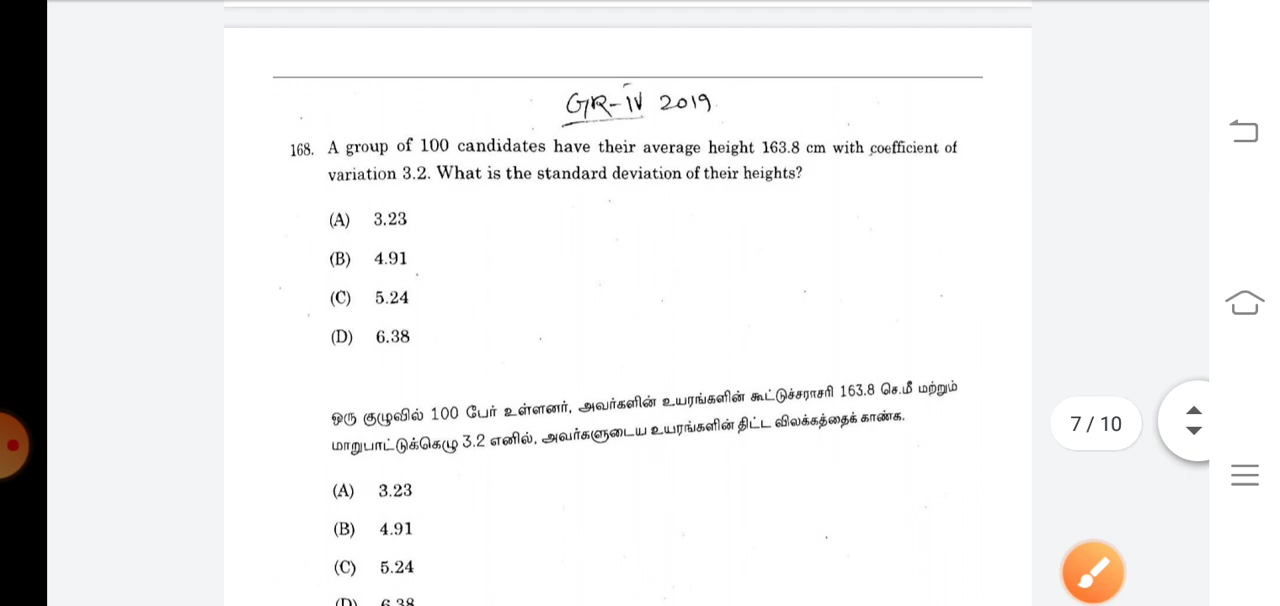 GR-IV 2019
168. A group of 100 candidates have their average height 163.8 cm with coefficient of
variation 3.2. What is the standard deviation of their heights?
(A) 3.23
(B) 4.91
(C) 5.24
(D) 6.38
ஒரு குழுவில் 100 பேர் உள்ளனர், அவர்களின் உயரங்களின் கூட்டுச்சராசரி 163.8 செ.மீ மற்றும்
மாறுபாட்டுக்கெழு 3.2 எனில், அவர்களுடைய உயரங்களின் திட்ட விலக்கத்தைக் காண்க.
(A) 3.23
(B) 4.91
(C) 5.24
(D) 6.38
7 / 10